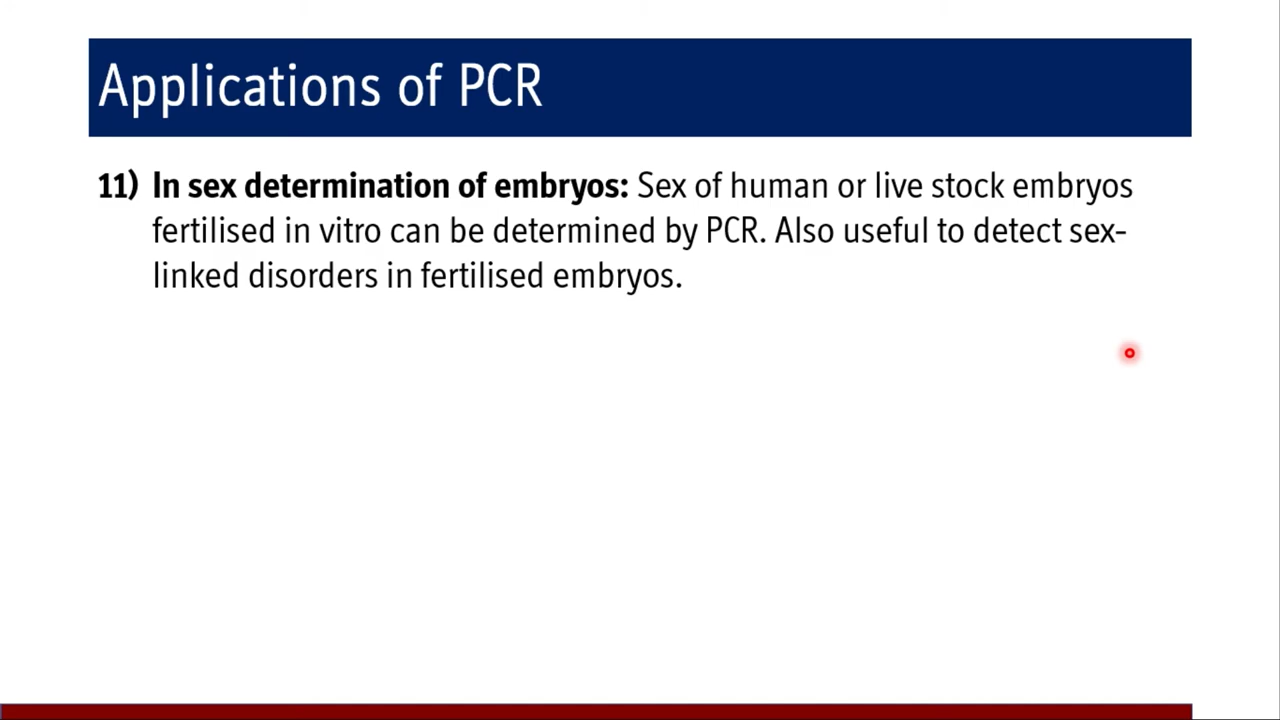 Applications of PCR
11) In sex determination of embryos: Sex of human or live stock embryos
fertilised in vitro can be determined by PCR. Also useful to detect sex-
linked disorders in fertilised embryos.